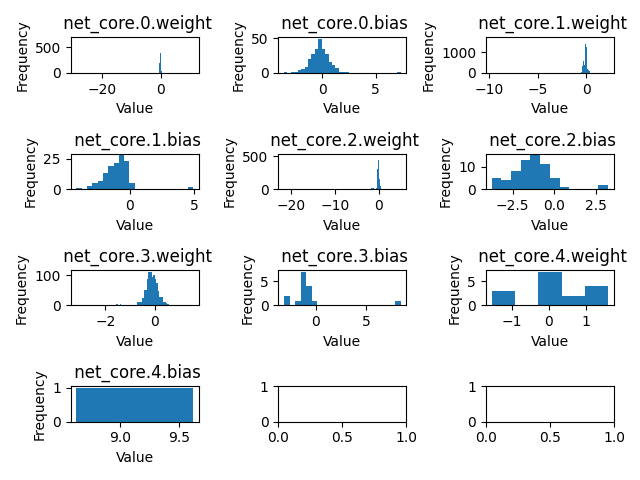 net_core.0.weight
net_core.0.bias
net_core.1.weight
Frequency
500
0
−20
0
Value
Frequency
50
0
0
5
Value
Frequency
1000
0
−10
−5
0
Value
net_core.1.bias
net_core.2.weight
net_core.2.bias
Frequency
25
0
0
5
Value
Frequency
500
0
−20
−10
0
Value
Frequency
10
0
−2.5
0.0
2.5
Value
net_core.3.weight
net_core.3.bias
net_core.4.weight
Frequency
100
0
−2
0
Value
Frequency
5
0
0
5
Value
Frequency
5
0
−1
0
1
Value
net_core.4.bias
Frequency
1
0
9.0
9.5
Value
1
0
0.0
0.5
1.0
1
0
0.0
0.5
1.0